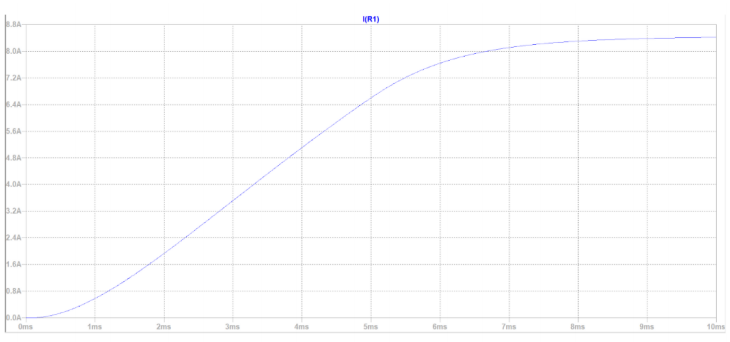 I(R1)
8.8A
8.0A
7.2A
6.4A
5.6A
4.8A
4.0A
3.2A
2.4A
1.6A
0.8A
0.0A
0ms 1ms 2ms 3ms 4ms 5ms 6ms 7ms 8ms 9ms 10ms